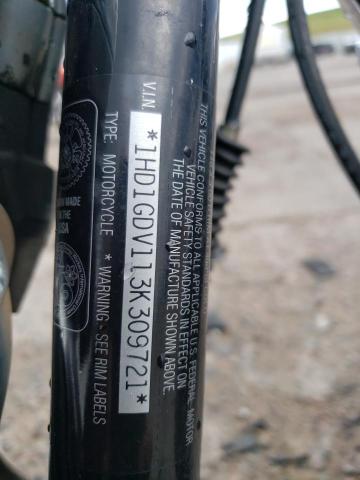 THIS VEHICLE CONFORMS TO ALL APPLICABLE U.S. FEDERAL MOTOR
VEHICLE SAFETY STANDARDS IN EFFECT ON
THE DATE OF MANUFACTURE SHOWN ABOVE.
V.I.N.
*1HD1GDV113K309721*
TYPE: MOTORCYCLE * WARNING - SEE RIM LABELS
MADE
IN THE
USA